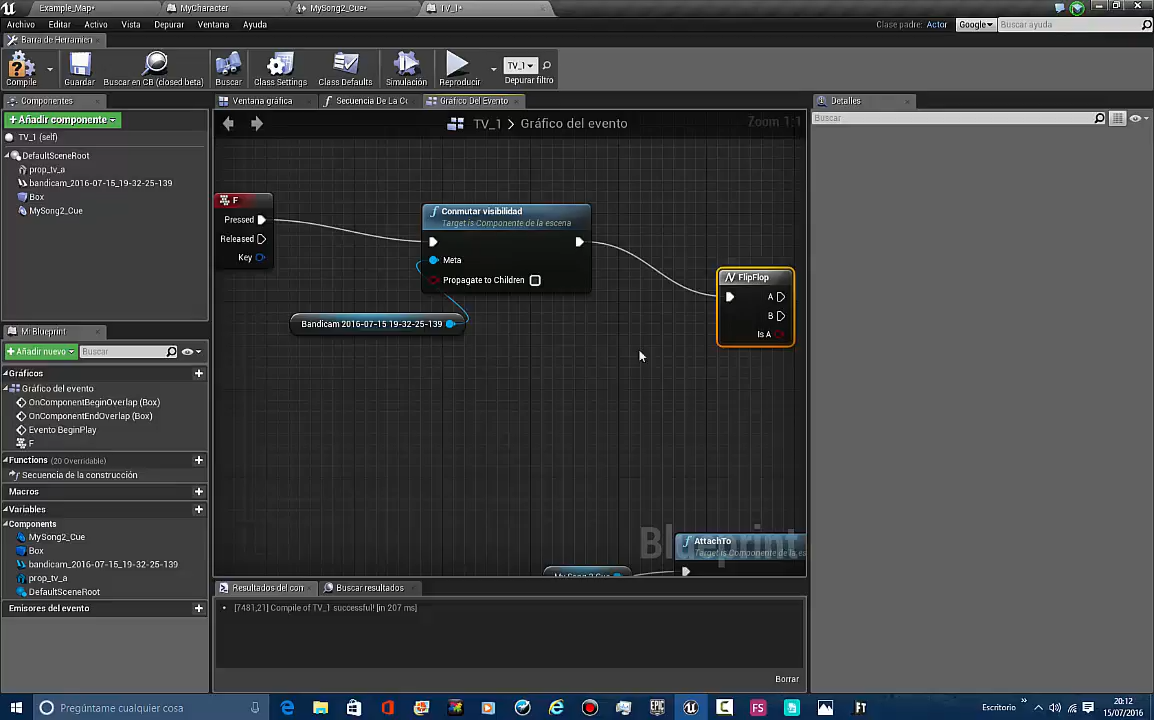 Example_Map•
MyCharacter
MySong2_Cue•
TV_1•
Archivo Editar Activo Vista Depurar Ventana Ayuda
Clase padre: Actor
Google
Buscar ayuda
Barra de Herramien
Compile
Guardar
Buscar en CB (closed beta)
Buscar
Class Settings
Class Defaults
Simulación
Reproducir
TV_1
Depurar filtro
Componentes
Ventana gráfica
Secuencia De La Co
Gráfico Del Evento
Detalles
+Añadir componente
Buscar
TV_1 > Gráfico del evento
Zoom 1:1
TV_1 (self)
DefaultSceneRoot
prop_tv_a
bandicam_2016-07-15_19-32-25-139
Box
MySong2_Cue
F
Pressed
Released
Key
Conmutar visibilidad
Target is Componente de la escena
Meta
Propagate to Children
Bandicam 2016-07-15 19-32-25-139
FlipFlop
A
B
Is A
Mi Blueprint
+Añadir nuevo
Buscar
Gráficos
Gráfico del evento
OnComponentBeginOverlap (Box)
OnComponentEndOverlap (Box)
Evento BeginPlay
F
Functions (20 Overridable)
Secuencia de la construcción
Macros
Variables
Components
MySong2_Cue
Box
bandicam_2016-07-15_19-32-25-139
prop_tv_a
DefaultSceneRoot
Emisores del evento
Blueprint
AttachTo
Target is Componente de la es
My Song 2 Cue
Resultados del com
Buscar resultados
• [7481,21] Compile of TV_1 successful! [in 207 ms]
Borrar
Pregúntame cualquier cosa
Escritorio
20:12
15/07/2016